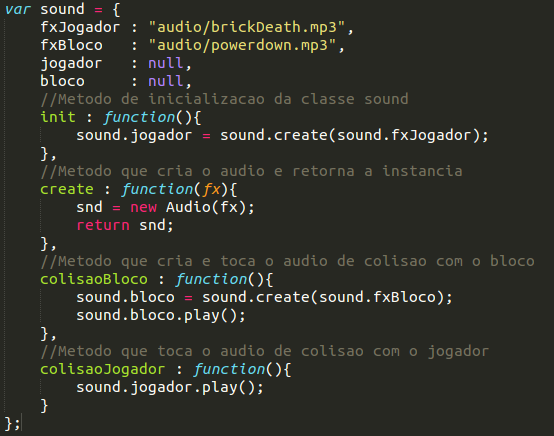 var sound = {
    fxJogador : "audio/brickDeath.mp3",
    fxBloco   : "audio/powerdown.mp3",
    jogador   : null,
    bloco     : null,
    //Metodo de inicializacao da classe sound
    init : function(){
        sound.jogador = sound.create(sound.fxJogador);
    },
    //Metodo que cria o audio e retorna a instancia
    create : function(fx){
        snd = new Audio(fx);
        return snd;
    },
    //Metodo que cria e toca o audio de colisao com o bloco
    colisaoBloco : function(){
        sound.bloco = sound.create(sound.fxBloco);
        sound.bloco.play();
    },
    //Metodo que toca o audio de colisao com o jogador
    colisaoJogador : function(){
        sound.jogador.play();
    }
};